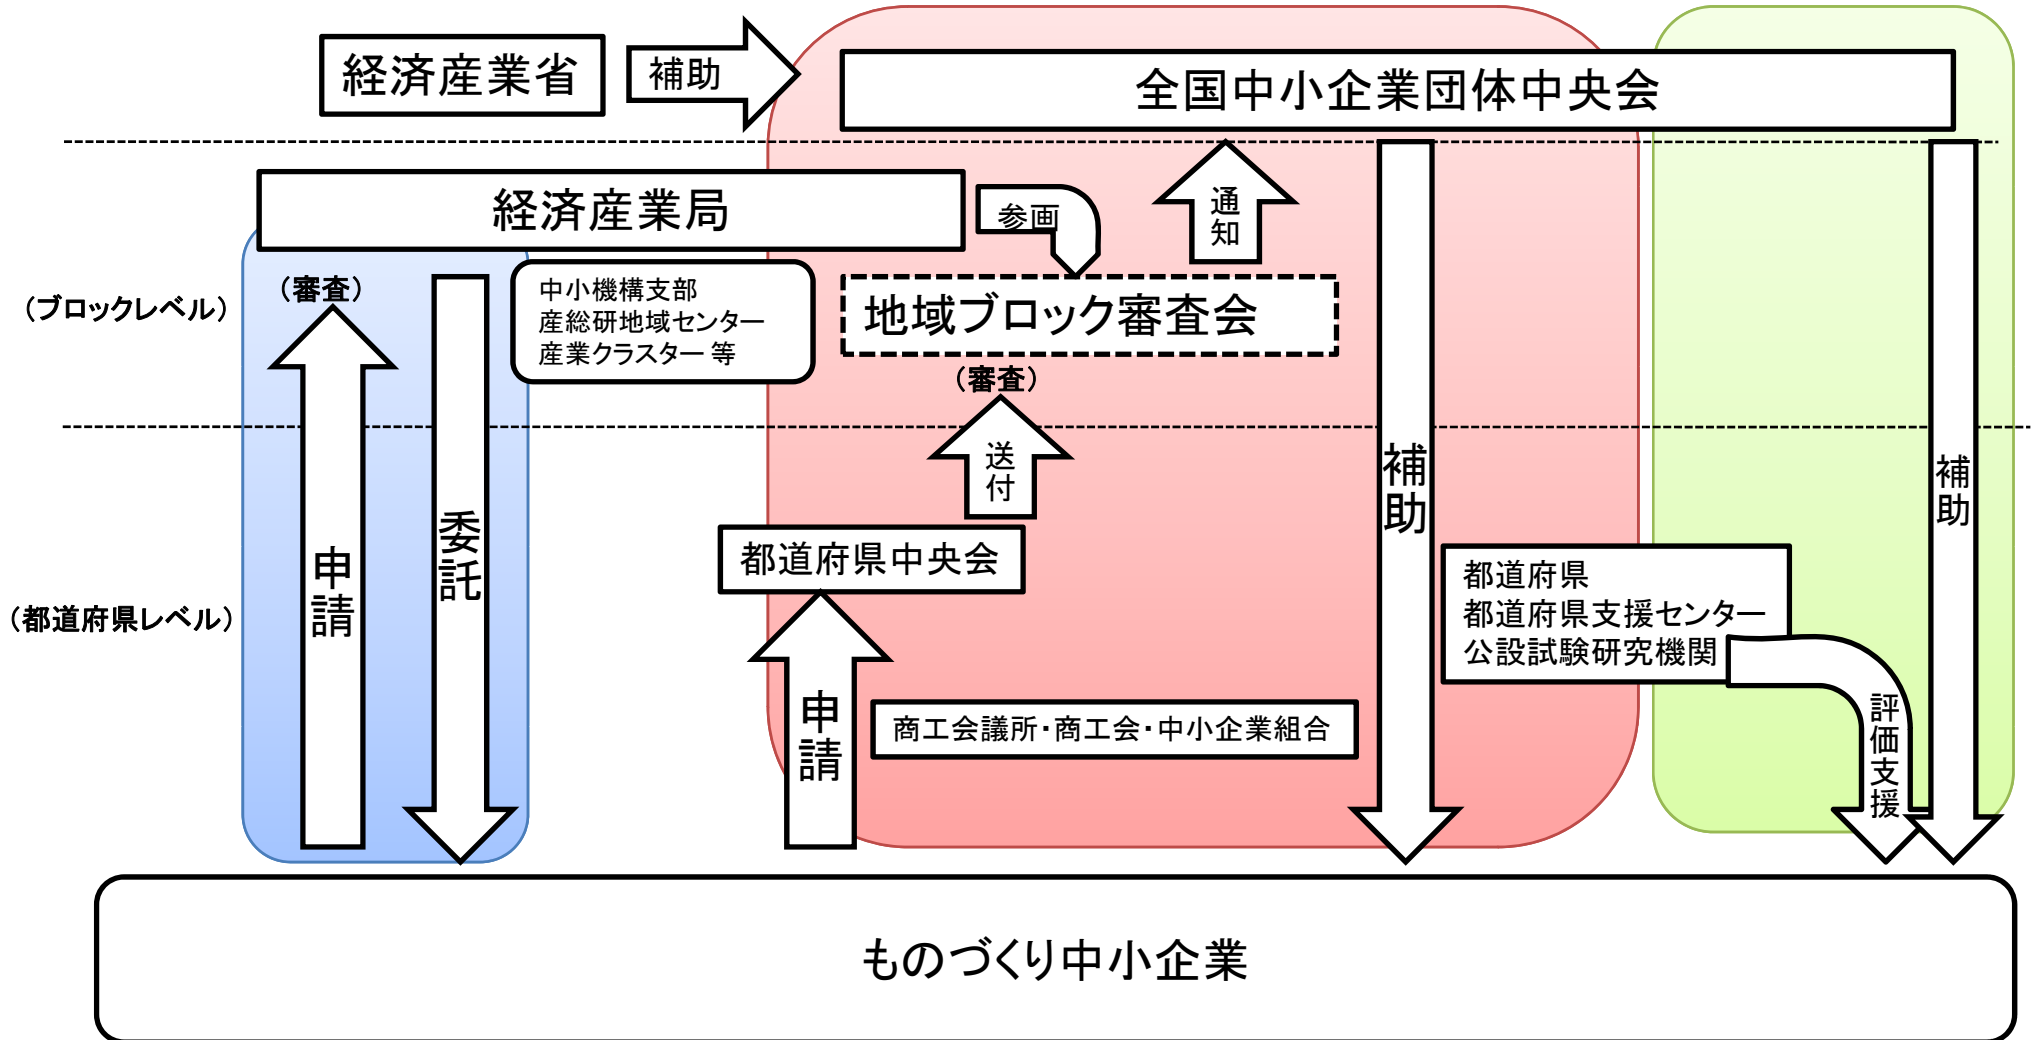 経済産業省
補助
全国中小企業団体中央会
経済産業局
参画
通知
(ブロックレベル)
(審査)
中小機構支部
産総研地域センター
産業クラスター 等
地域ブロック審査会
(審査)
送付
補助
補助
委託
申請
都道府県中央会
(都道府県レベル)
都道府県
都道府県支援センター
公設試験研究機関
申請
商工会議所・商工会・中小企業組合
評価支援
ものづくり中小企業